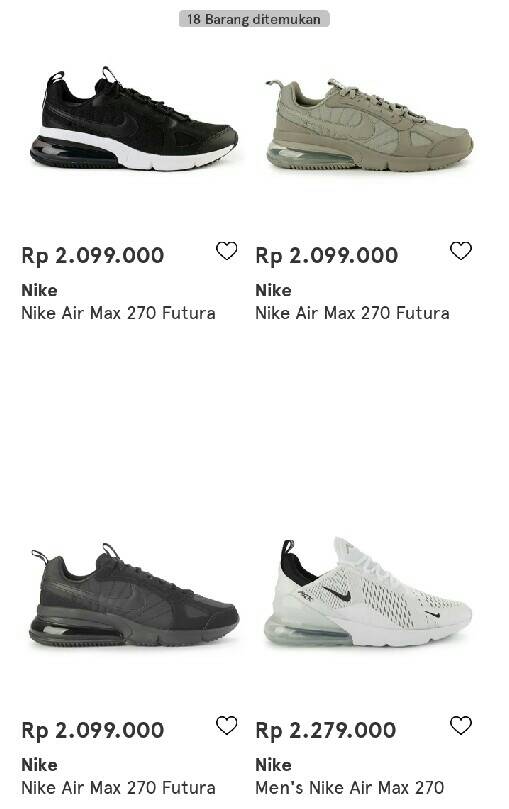 18 Barang ditemukan
Rp 2.099.000
Nike
Nike Air Max 270 Futura
Rp 2.099.000
Nike
Nike Air Max 270 Futura
Rp 2.099.000
Nike
Nike Air Max 270 Futura
Rp 2.279.000
Nike
Men's Nike Air Max 270